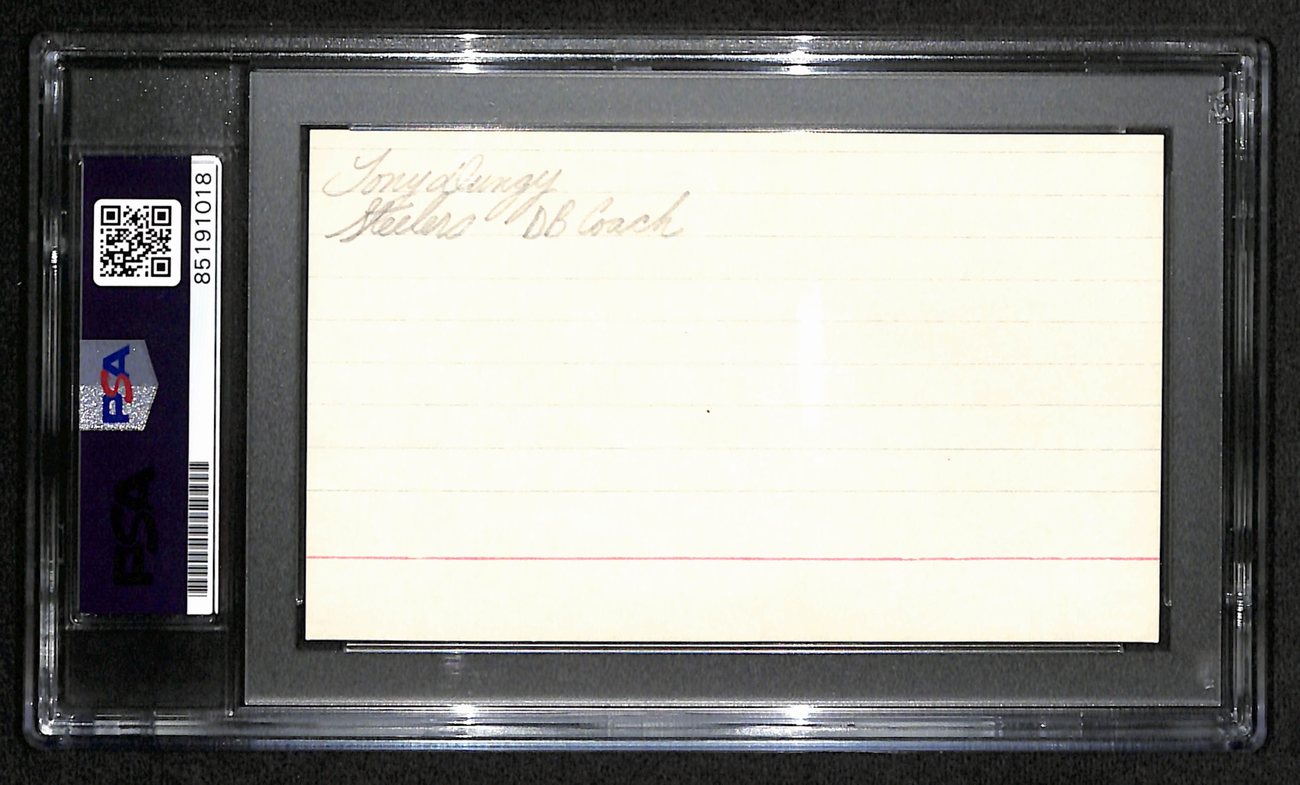 Tony Dungy
Steelers DB Coach
85191018
PSA
PSA